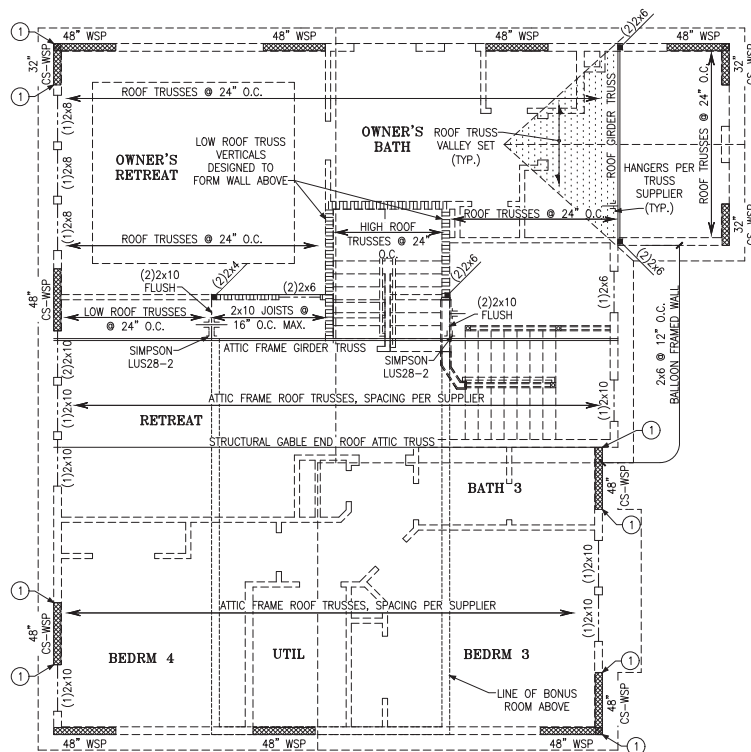 1
48" WSP
48" WSP
48" WSP
48" WSP
(2)2x6
32"
CS-WSP
1
32"
CS-WSP
ROOF TRUSSES @ 24" O.C.
(1)2x8
OWNER'S
RETREAT
LOW ROOF TRUSS
VERTICALS
DESIGNED TO
FORM WALL ABOVE
OWNER'S
BATH
ROOF TRUSS
VALLEY SET
(TYP.)
ROOF GIRDER TRUSS
HANGERS PER
TRUSS
SUPPLIER
(TYP.)
ROOF TRUSSES @ 24" O.C.
(1)2x8
(1)2x8
HIGH ROOF
TRUSSES @ 24"
O.C.
ROOF TRUSSES @ 24" O.C.
32"
CS-WSP
ROOF TRUSSES @ 24" O.C.
(2)2x10
FLUSH
(2)2x4
(2)2x6
(2)2x6
(2)2x6
48"
CS-WSP
LOW ROOF TRUSSES
@ 24" O.C.
2x10 JOISTS @
16" O.C. MAX.
(2)2x10
FLUSH
(1)2x6
2x6 @ 12" O.C.
BALLOON FRAMED WALL
SIMPSON
LUS28-2
ATTIC FRAME GIRDER TRUSS
SIMPSON
LUS28-2
(2)2x10
(1)2x10
ATTIC FRAME ROOF TRUSSES, SPACING PER SUPPLIER
(1)2x10
RETREAT
STRUCTURAL GABLE END ROOF ATTIC TRUSS
1
(1)2x10
BATH 3
48"
CS-WSP
1
(1)2x10
1
48"
CS-WSP
ATTIC FRAME ROOF TRUSSES, SPACING PER SUPPLIER
(1)2x10
BEDRM 4
UTIL
BEDRM 3
1
1
(1)2x10
LINE OF BONUS
ROOM ABOVE
48"
CS-WSP
48" WSP
48" WSP
48" WSP
1